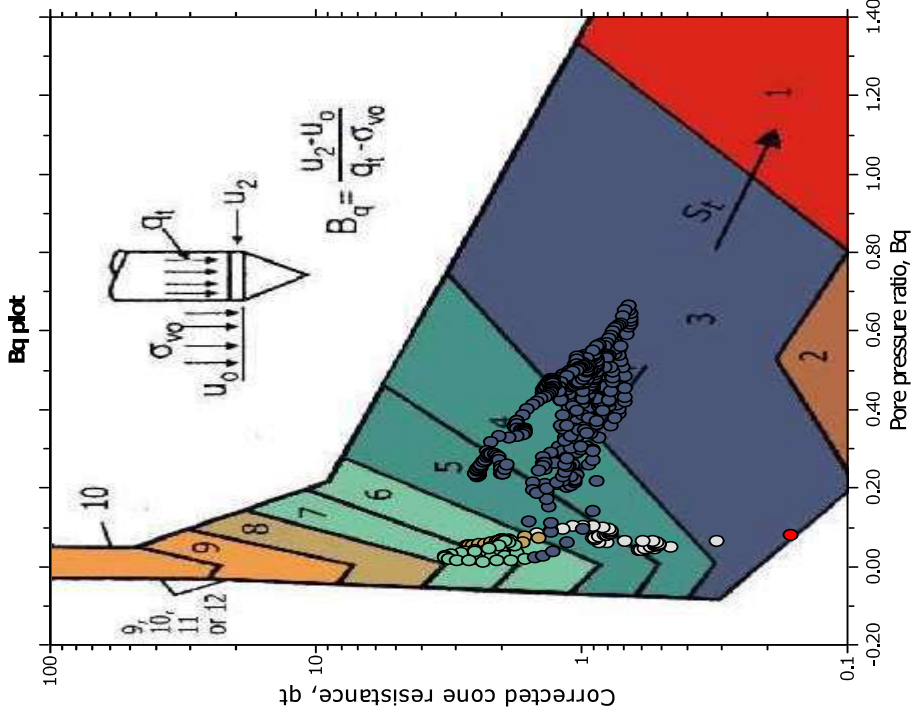 Bq plot
100
10
1
0.1
Corrected cone resistance, qt
-0.20
0.00
0.20
0.40
0.60
0.80
1.00
1.20
1.40
Pore pressure ratio, Bq
10
9,
10,
11
or 12
9
8
7
6
5
4
3
2
1
St
qt
σvo
uo
u2
Bq = u2-uo
qt-σvo